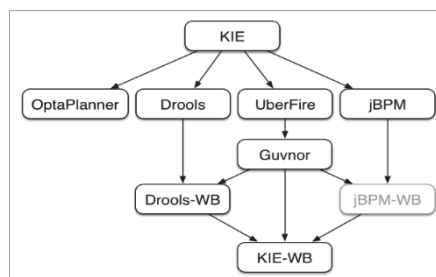 KIE
OptaPlanner Drools UberFire jBPM
Guvnor
Drools-WB jBPM-WB
KIE-WB